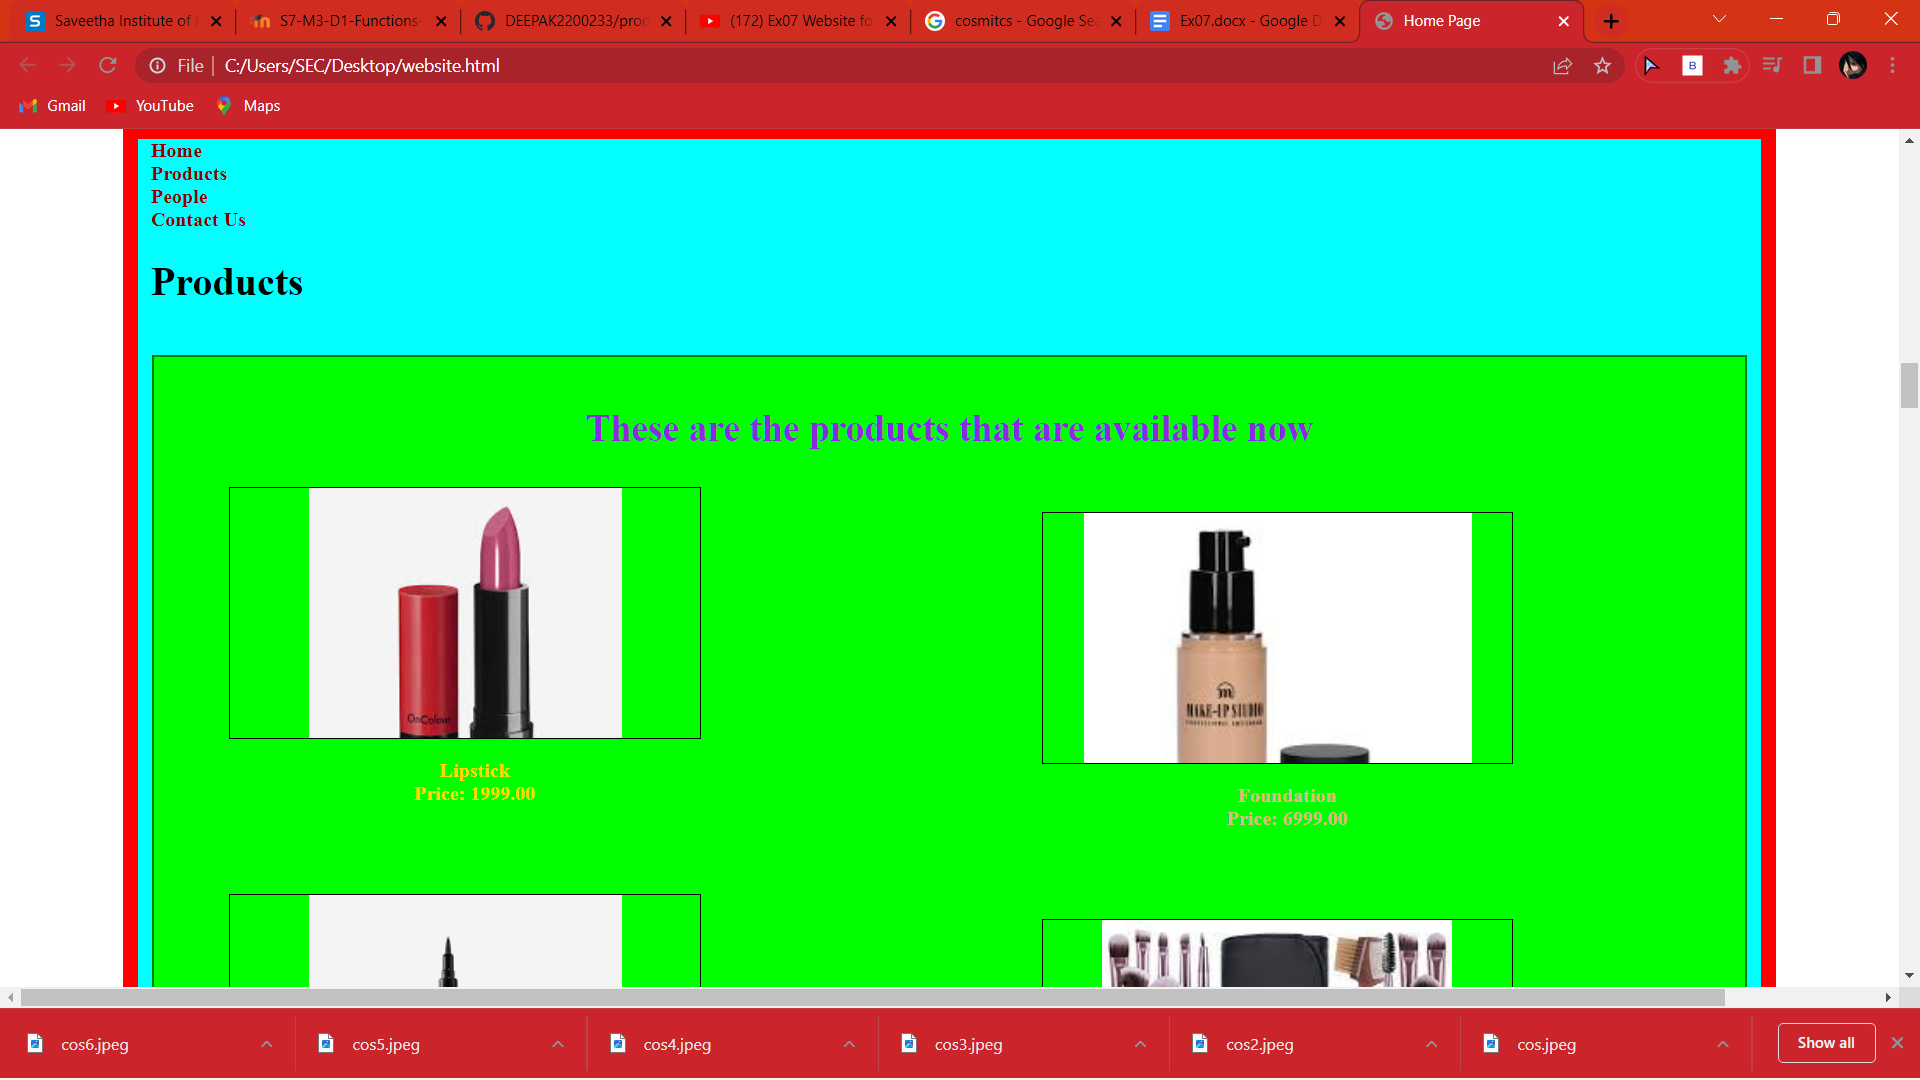 Saveetha Institute of
S7-M3-D1-Functions-
DEEPAK2200233/prod
(172) Ex07 Website fo
cosmitcs - Google Sea
Ex07.docx - Google D
Home Page
File
C:/Users/SEC/Desktop/website.html
B
Gmail
YouTube
Maps
Home
Products
People
Contact Us
Products
These are the products that are available now
OnColour
MAKE-UP STUDIO
Lipstick
Price: 1999.00
Foundation
Price: 6999.00
cos6.jpeg
cos5.jpeg
cos4.jpeg
cos3.jpeg
cos2.jpeg
cos.jpeg
Show all